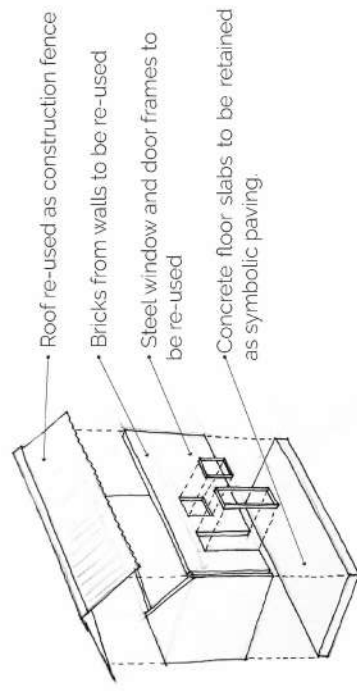 Roof re-used as construction fence
Bricks from walls to be re-used
Steel window and door frames to
be re-used
Concrete floor slabs to be retained
as symbolic paving.